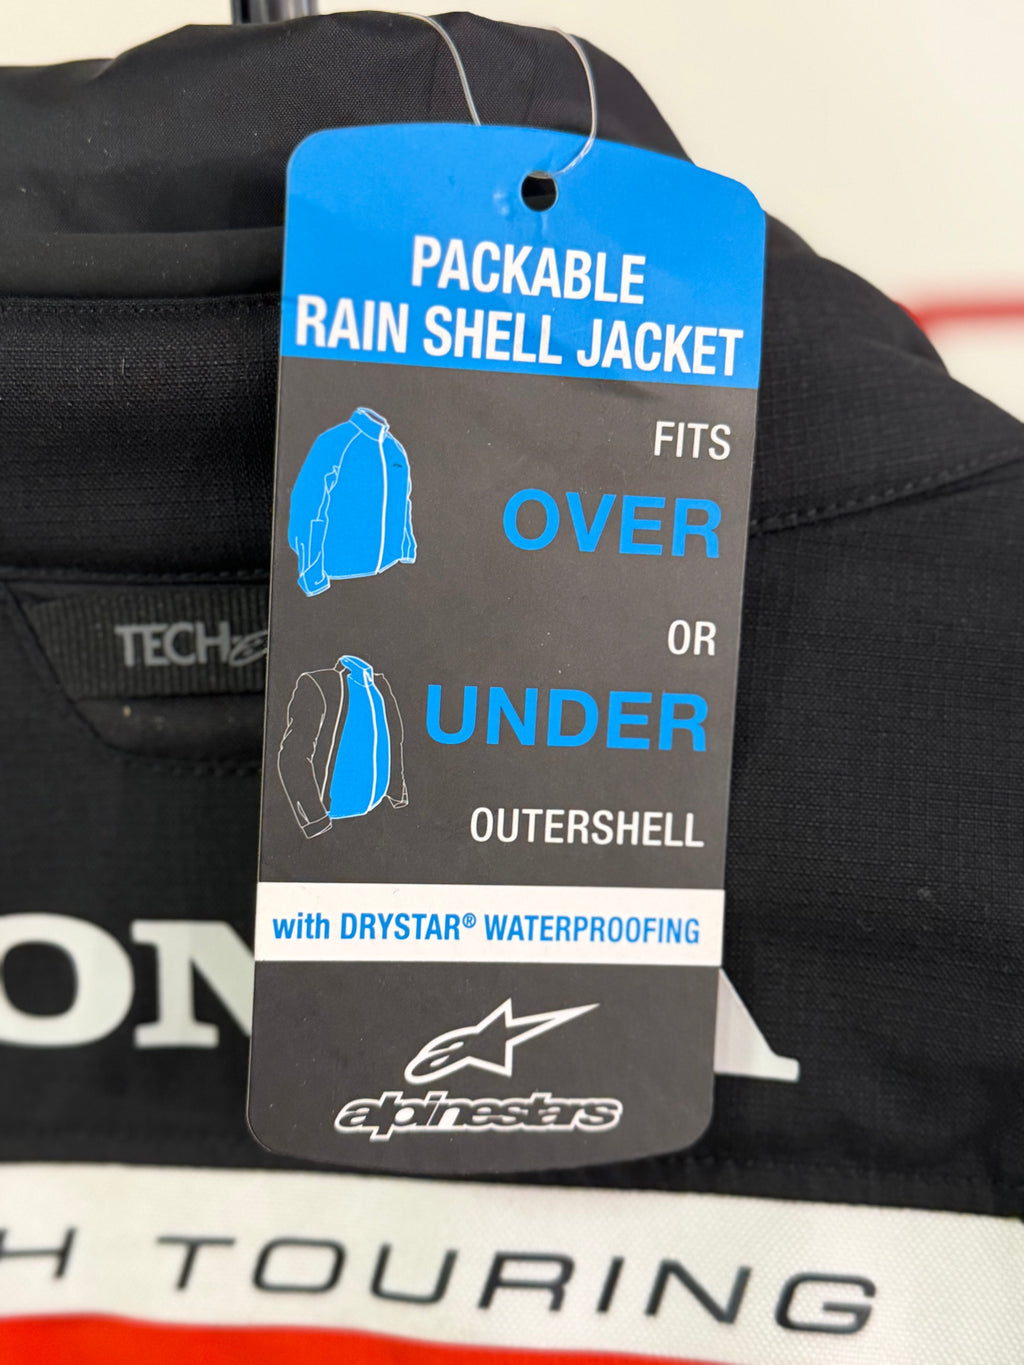 PACKABLE
RAIN SHELL JACKET
FITS
OVER
OR
UNDER
OUTERSHELL
with DRYSTAR® WATERPROOFING
alpinestars
TECH
TOURING